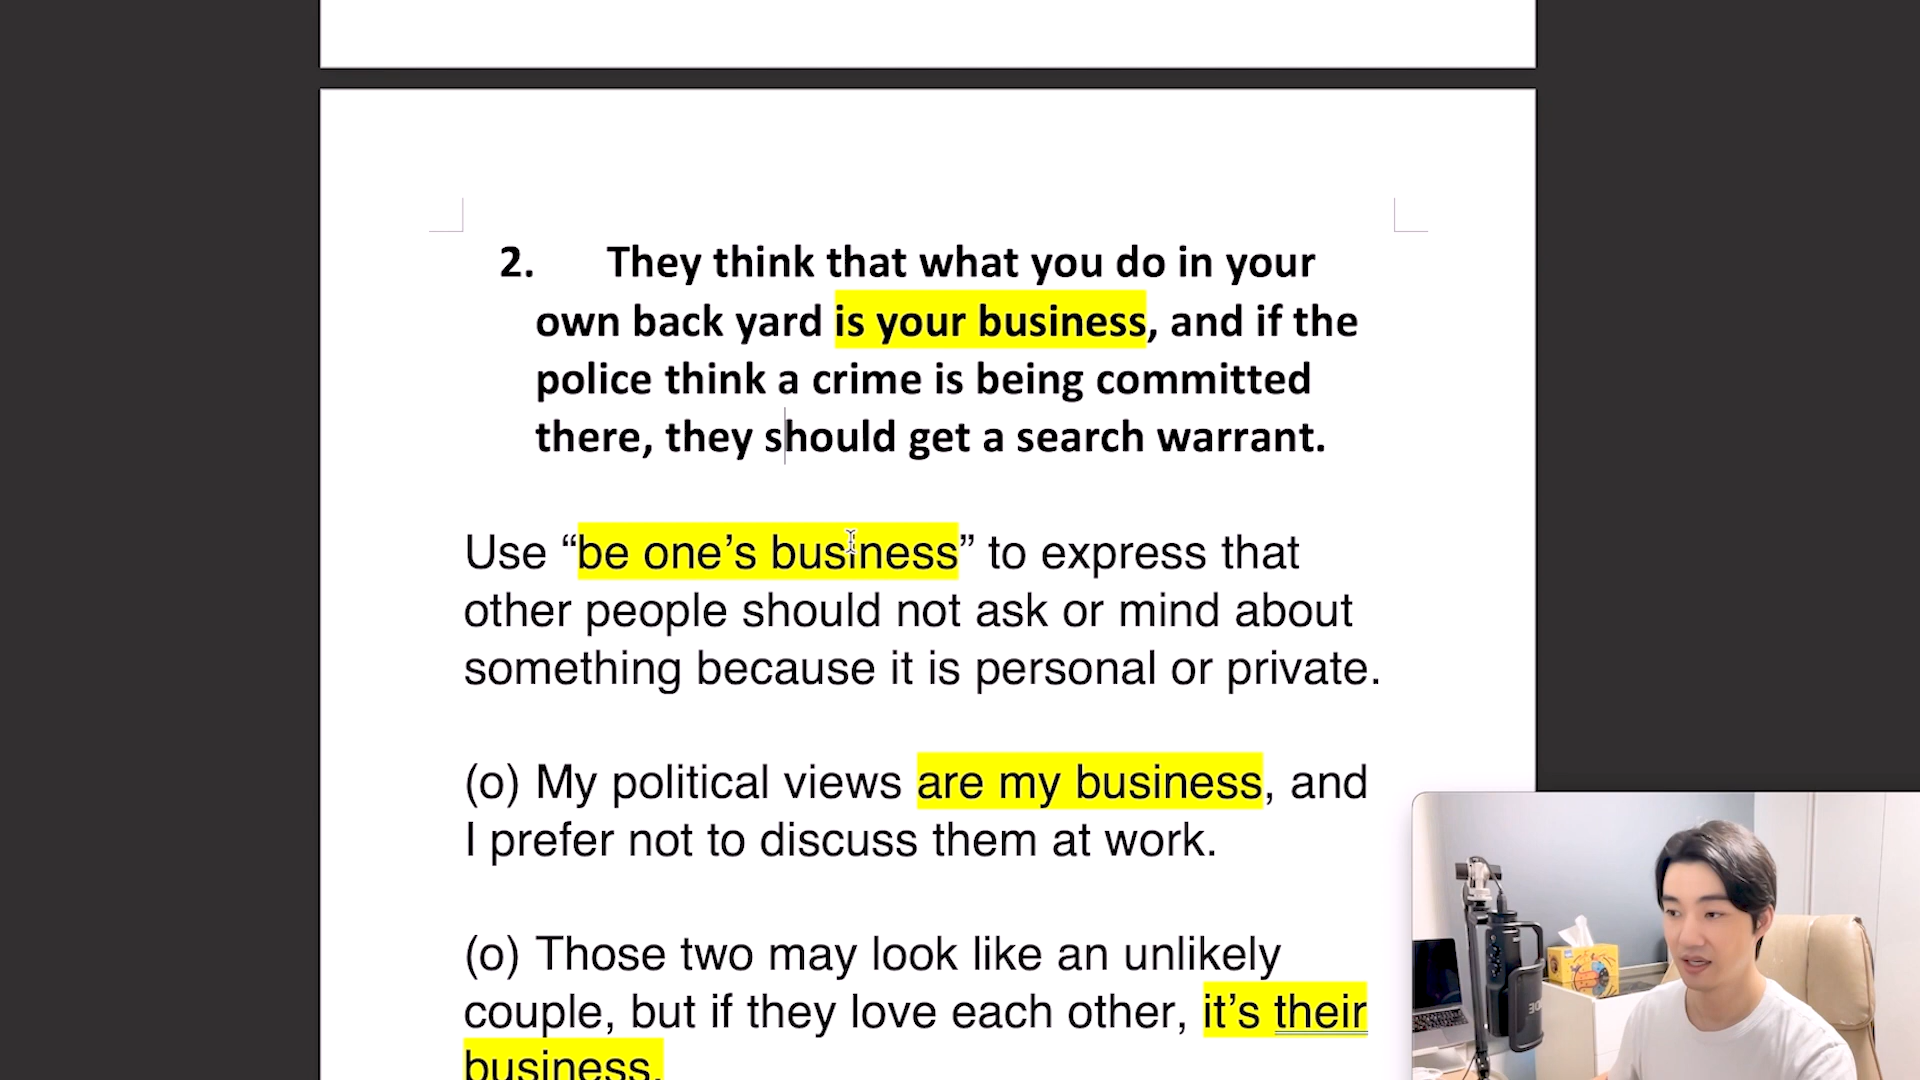 2. They think that what you do in your
own back yard is your business, and if the
police think a crime is being committed
there, they should get a search warrant.
Use “be one’s business” to express that
other people should not ask or mind about
something because it is personal or private.
(o) My political views are my business, and
I prefer not to discuss them at work.
(o) Those two may look like an unlikely
couple, but if they love each other, it’s their
business.